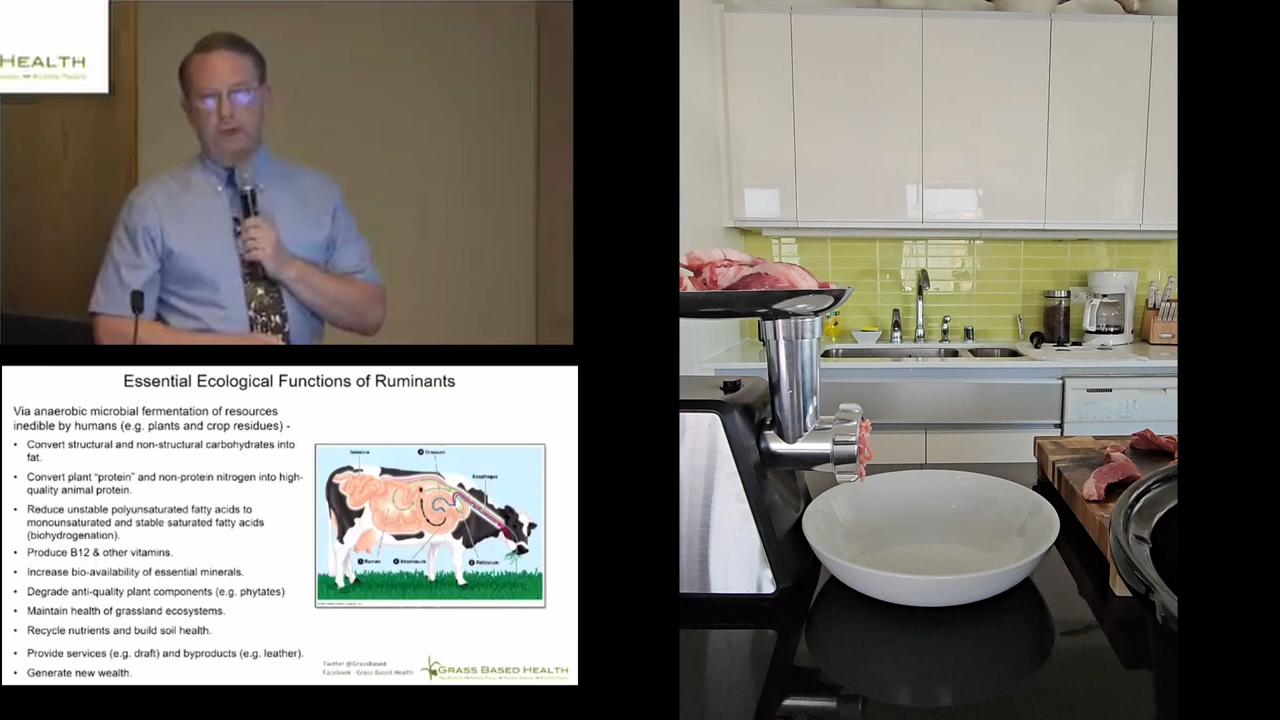 HEALTH
Essential Ecological Functions of Ruminants
Via anaerobic microbial fermentation of resources
inedible by humans (e.g. plants and crop residues) -
• Convert structural and non-structural carbohydrates into
fat.
• Convert plant “protein” and non-protein nitrogen into high-
quality animal protein.
• Reduce unstable polyunsaturated fatty acids to
monounsaturated and stable saturated fatty acids
(biohydrogenation).
• Produce B12 & other vitamins.
• Increase bio-availability of essential minerals.
• Degrade anti-quality plant components (e.g. phytates)
• Maintain health of grassland ecosystems.
• Recycle nutrients and build soil health.
• Provide services (e.g. draft) and byproducts (e.g. leather).
• Generate new wealth.
Intestine
Omasum
Esophagus
Rumen
Abomasum
Reticulum
Twitter @GrassBased
Facebook - Grass Based Health
GRASS BASED HEALTH